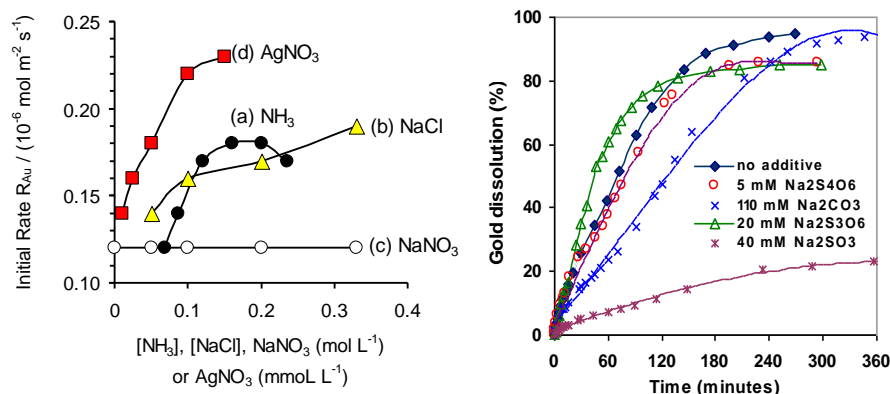 0.25
0.20
0.15
0.10
Initial Rate R_Au / (10⁻⁶ mol m⁻² s⁻¹)
(d) AgNO₃
(a) NH₃
(b) NaCl
(c) NaNO₃
0 0.1 0.2 0.3 0.4
[NH₃], [NaCl], NaNO₃ (mol L⁻¹)
or AgNO₃ (mmoL L⁻¹)
100
80
60
40
20
0
Gold dissolution (%)
no additive
5 mM Na2S4O6
110 mM Na2CO3
20 mM Na2S3O6
40 mM Na2SO3
0 60 120 180 240 300 360
Time (minutes)